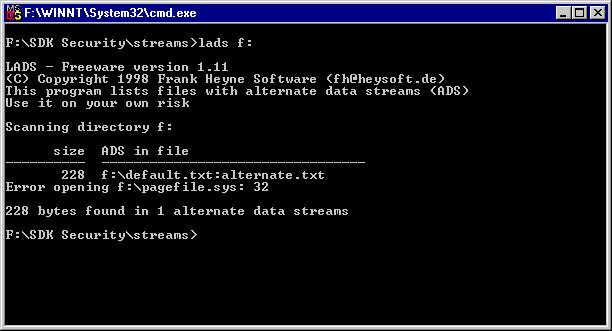 F:\WINNT\System32\cmd.exe
F:\SDK Security\streams>lads f:
LADS - Freeware version 1.11
(C) Copyright 1998 Frank Heyne Software (fh@heysoft.de)
This program lists files with alternate data streams (ADS)
Use it on your own risk
Scanning directory f:
size  ADS in file
----------  ---------------------------------
228  f:\default.txt:alternate.txt
Error opening f:\pagefile.sys: 32
228 bytes found in 1 alternate data streams
F:\SDK Security\streams>